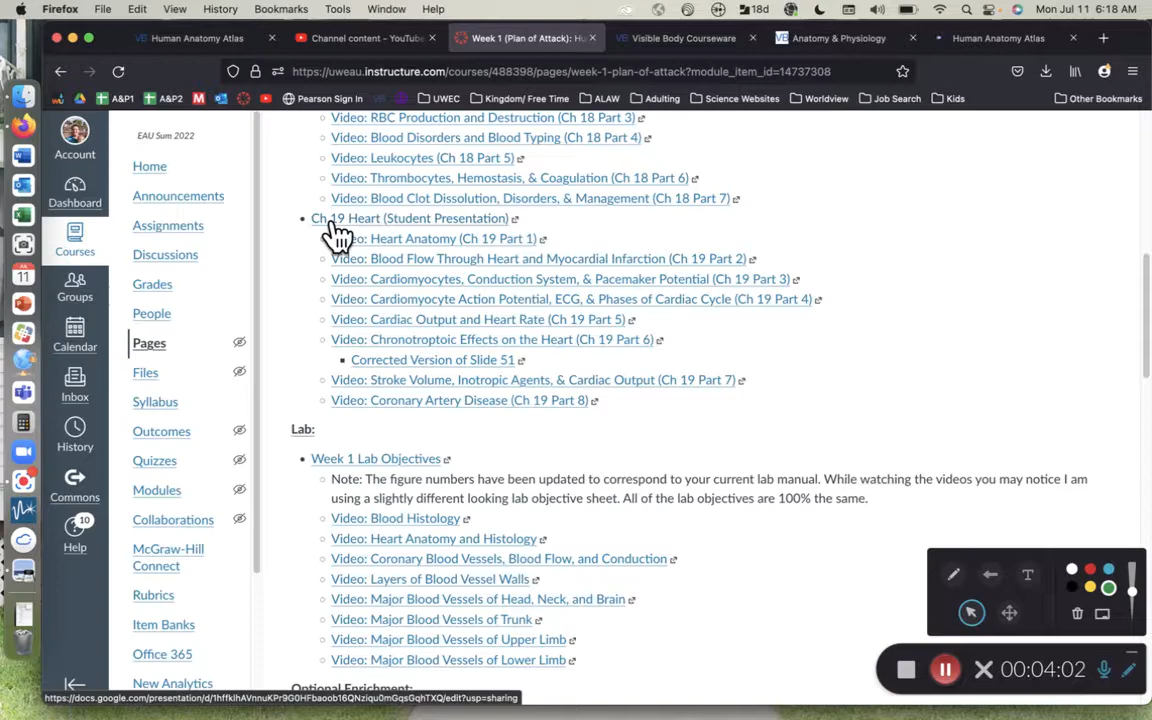 Firefox File Edit View History Bookmarks Tools Window Help 18d Mon Jul 11 6:18 AM
Human Anatomy Atlas Channel content - YouTube Week 1 (Plan of Attack): Hu Visible Body Courseware Anatomy & Physiology Human Anatomy Atlas
https://uweau.instructure.com/courses/488398/pages/week-1-plan-of-attack?module_item_id=14737308
A&P1 A&P2 Pearson Sign In UWEC Kingdom/ Free Time ALAW Adulting Science Websites Worldview Job Search Kids Other Bookmarks
Account
Dashboard
Courses
Groups
Calendar
Inbox
History
Commons
10
Help
EAU Sum 2022
Home
Announcements
Assignments
Discussions
Grades
People
Pages
Files
Syllabus
Outcomes
Quizzes
Modules
Collaborations
McGraw-Hill
Connect
Rubrics
Item Banks
Office 365
New Analytics
Video: RBC Production and Destruction (Ch 18 Part 3)
Video: Blood Disorders and Blood Typing (Ch 18 Part 4)
Video: Leukocytes (Ch 18 Part 5)
Video: Thrombocytes, Hemostasis, & Coagulation (Ch 18 Part 6)
Video: Blood Clot Dissolution, Disorders, & Management (Ch 18 Part 7)
Ch 19 Heart (Student Presentation)
Heart Anatomy (Ch 19 Part 1)
Video: Blood Flow Through Heart and Myocardial Infarction (Ch 19 Part 2)
Video: Cardiomyocytes, Conduction System, & Pacemaker Potential (Ch 19 Part 3)
Video: Cardiomyocyte Action Potential, ECG, & Phases of Cardiac Cycle (Ch 19 Part 4)
Video: Cardiac Output and Heart Rate (Ch 19 Part 5)
Video: Chronotroptoic Effects on the Heart (Ch 19 Part 6)
Corrected Version of Slide 51
Video: Stroke Volume, Inotropic Agents, & Cardiac Output (Ch 19 Part 7)
Video: Coronary Artery Disease (Ch 19 Part 8)
Lab:
Week 1 Lab Objectives
Note: The figure numbers have been updated to correspond to your current lab manual. While watching the videos you may notice I am
using a slightly different looking lab objective sheet. All of the lab objectives are 100% the same.
Video: Blood Histology
Video: Heart Anatomy and Histology
Video: Coronary Blood Vessels, Blood Flow, and Conduction
Video: Layers of Blood Vessel Walls
Video: Major Blood Vessels of Head, Neck, and Brain
Video: Major Blood Vessels of Trunk
Video: Major Blood Vessels of Upper Limb
Video: Major Blood Vessels of Lower Limb
Optional Enrichment:
T
00:04:02